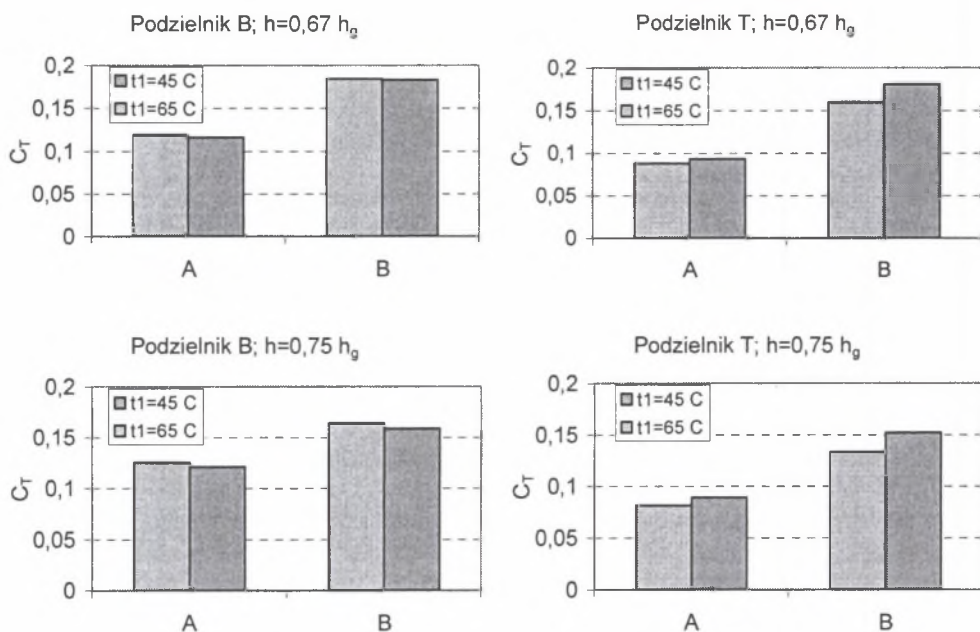 Podzielnik B; h=0,67 hg
0,2
0,15
0,1
0,05
0
CT
t1=45 C
t1=65 C
A
B
Podzielnik T; h=0,67 hg
0,2
0,15
0,1
0,05
0
CT
t1=45 C
t1=65 C
A
B
Podzielnik B; h=0,75 hg
0,2
0,15
0,1
0,05
0
CT
t1=45 C
t1=65 C
A
B
Podzielnik T; h=0,75 hg
0,2
0,15
0,1
0,05
0
CT
t1=45 C
t1=65 C
A
B